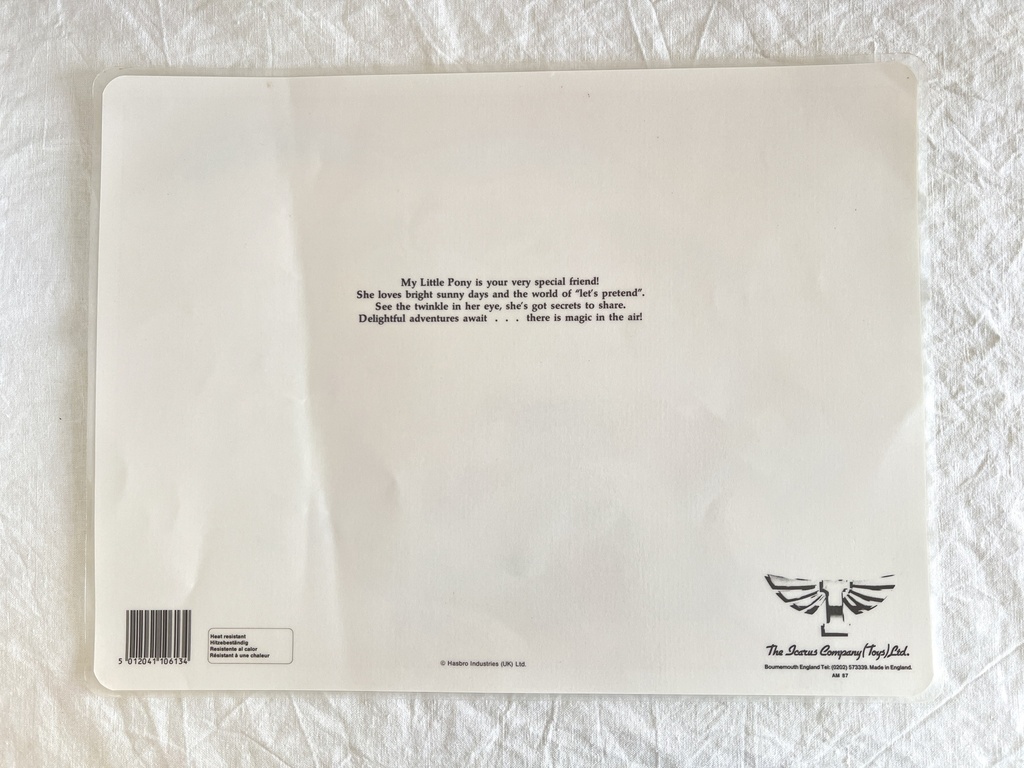 My Little Pony is your very special friend!
She loves bright sunny days and the world of “let's pretend”.
See the twinkle in her eye, she's got secrets to share.
Delightful adventures await . . . there is magic in the air!
5 012041 106134
Heat resistant
Hitzebeständig
Resistente al calor
Résistant à une chaleur
© Hasbro Industries (UK) Ltd.
The Icarus Company (Toys) Ltd.
Bournemouth England Tel: (0202) 573339. Made in England.
AM 87